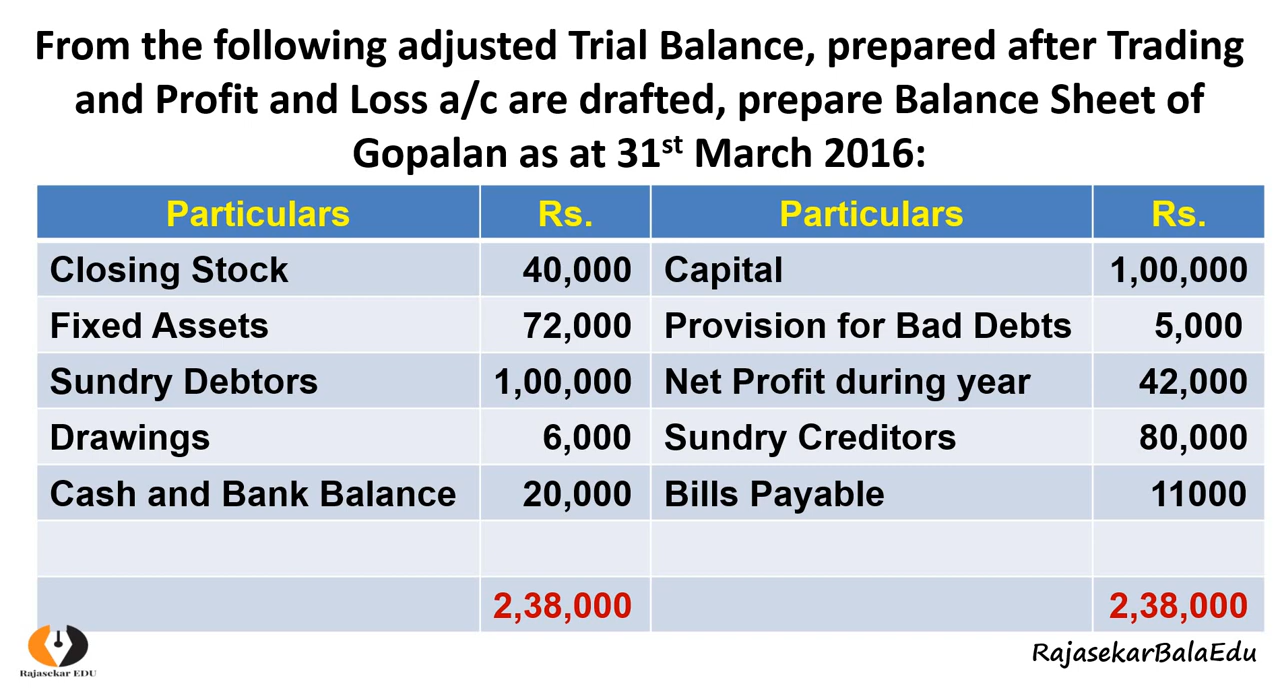 From the following adjusted Trial Balance, prepared after Trading
and Profit and Loss a/c are drafted, prepare Balance Sheet of
Gopalan as at 31st March 2016:
Particulars Rs. Particulars Rs.
Closing Stock 40,000 Capital 1,00,000
Fixed Assets 72,000 Provision for Bad Debts 5,000
Sundry Debtors 1,00,000 Net Profit during year 42,000
Drawings 6,000 Sundry Creditors 80,000
Cash and Bank Balance 20,000 Bills Payable 11000
2,38,000 2,38,000
Rajasekar EDU
RajasekarBalaEdu